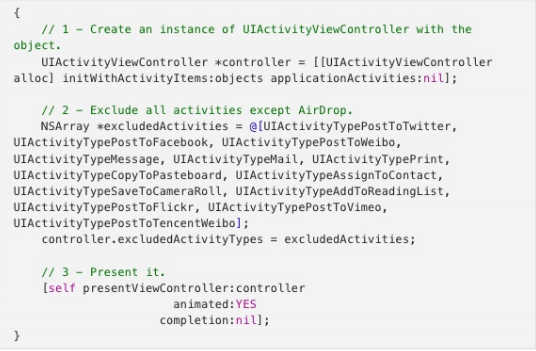 {
// 1 – Create an instance of UIActivityViewController with the
object.
UIActivityViewController *controller = [[UIActivityViewController
alloc] initWithActivityItems:objects applicationActivities:nil];
// 2 – Exclude all activities except AirDrop.
NSArray *excludedActivities = @[UIActivityTypePostToTwitter,
UIActivityTypePostToFacebook, UIActivityTypePostToWeibo,
UIActivityTypeMessage, UIActivityTypeMail, UIActivityTypePrint,
UIActivityTypeCopyToPasteboard, UIActivityTypeAssignToContact,
UIActivityTypeSaveToCameraRoll, UIActivityTypeAddToReadingList,
UIActivityTypePostToFlickr, UIActivityTypePostToVimeo,
UIActivityTypePostToTencentWeibo];
controller.excludedActivityTypes = excludedActivities;
// 3 – Present it.
[self presentViewController:controller
animated:YES
completion:nil];
}